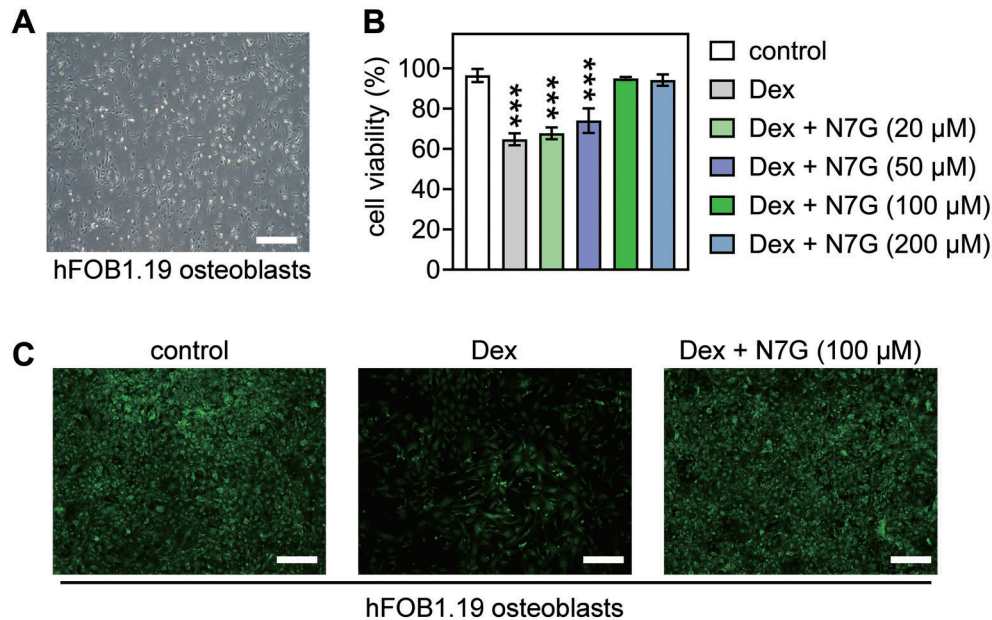 A
hFOB1.19 osteoblasts
B
cell viability (%)
100
80
60
40
20
0
***
***
***
control
Dex
Dex + N7G (20 µM)
Dex + N7G (50 µM)
Dex + N7G (100 µM)
Dex + N7G (200 µM)
C
control
Dex
Dex + N7G (100 µM)
hFOB1.19 osteoblasts